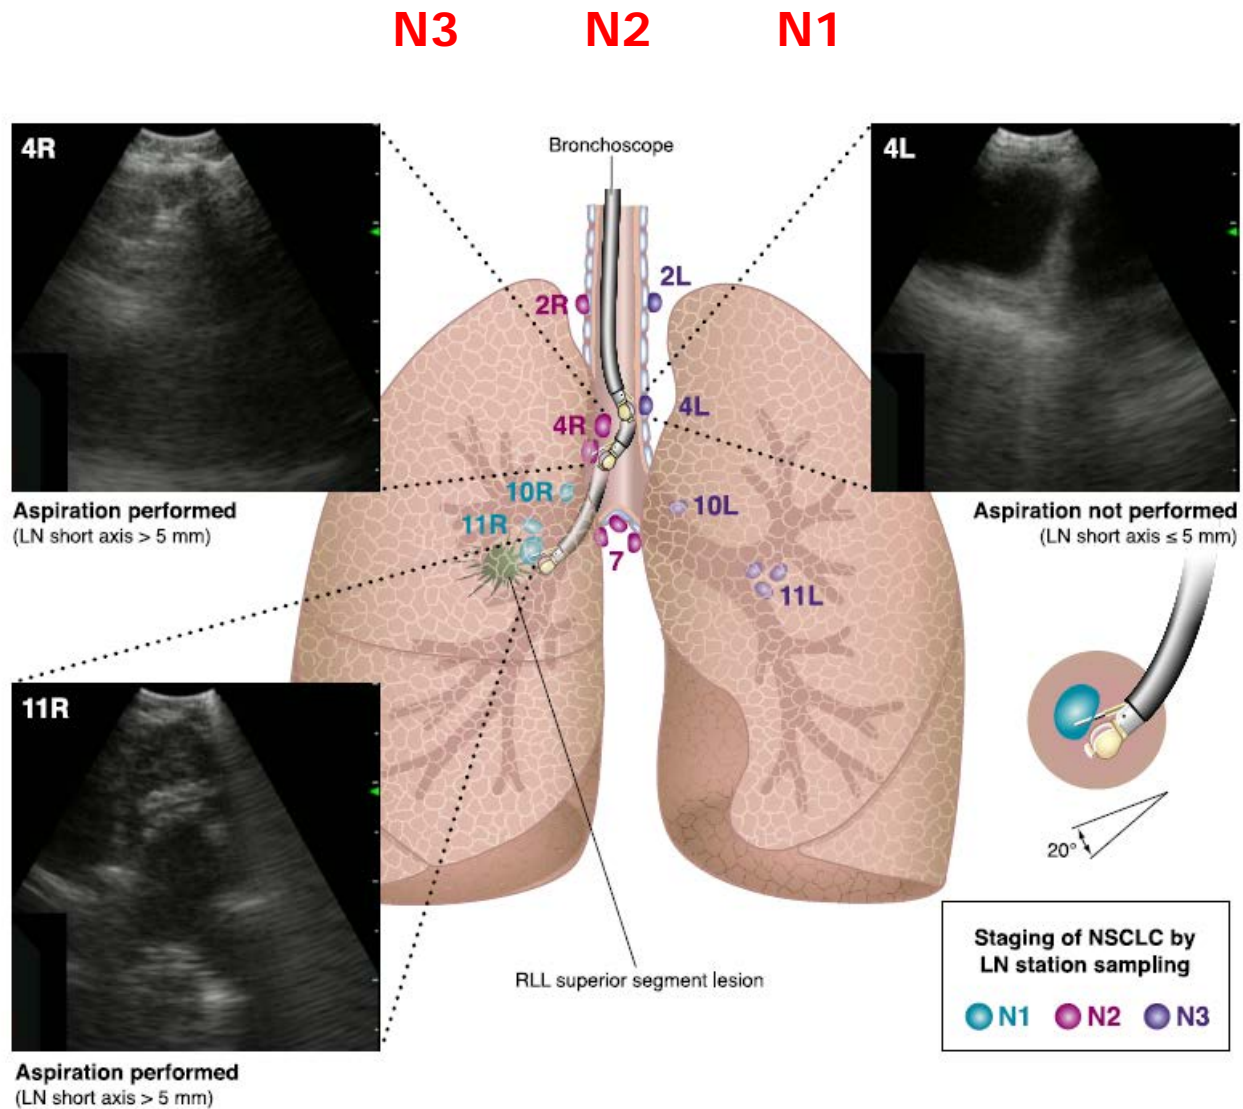 N3 N2 N1
4R
Bronchoscope
4L
2L
2R
4R
4L
10R
10L
11R
7
11L
Aspiration performed
(LN short axis > 5 mm)
Aspiration not performed
(LN short axis ≤ 5 mm)
11R
20°
RLL superior segment lesion
Staging of NSCLC by
LN station sampling
N1 N2 N3
Aspiration performed
(LN short axis > 5 mm)